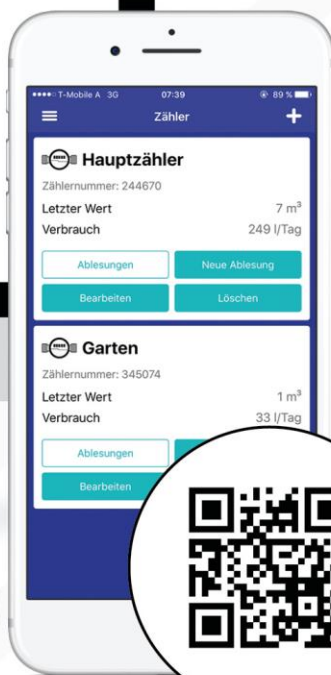 T-Mobile A 3G 07:39 89 %
Zähler
Hauptzähler
Zählernummer: 244670
Letzter Wert 7 m³
Verbrauch 249 l/Tag
Ablesungen Neue Ablesung
Bearbeiten Löschen
Garten
Zählernummer: 345074
Letzter Wert 1 m³
Verbrauch 33 l/Tag
Ablesungen
Bearbeiten